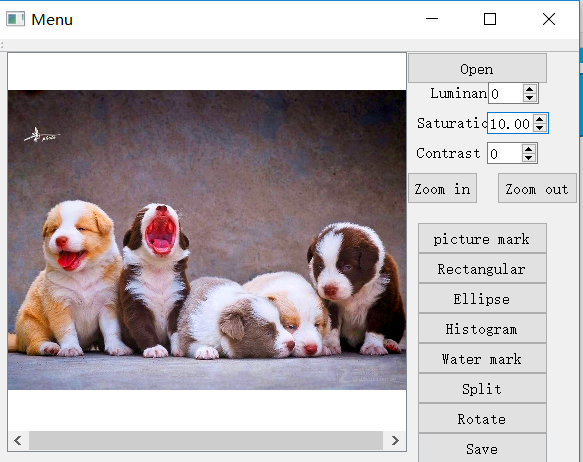 Menu
Open
Luminan
0
Saturatic
10.00
Contrast
0
Zoom in
Zoom out
picture mark
Rectangular
Ellipse
Histogram
Water mark
Split
Rotate
Save